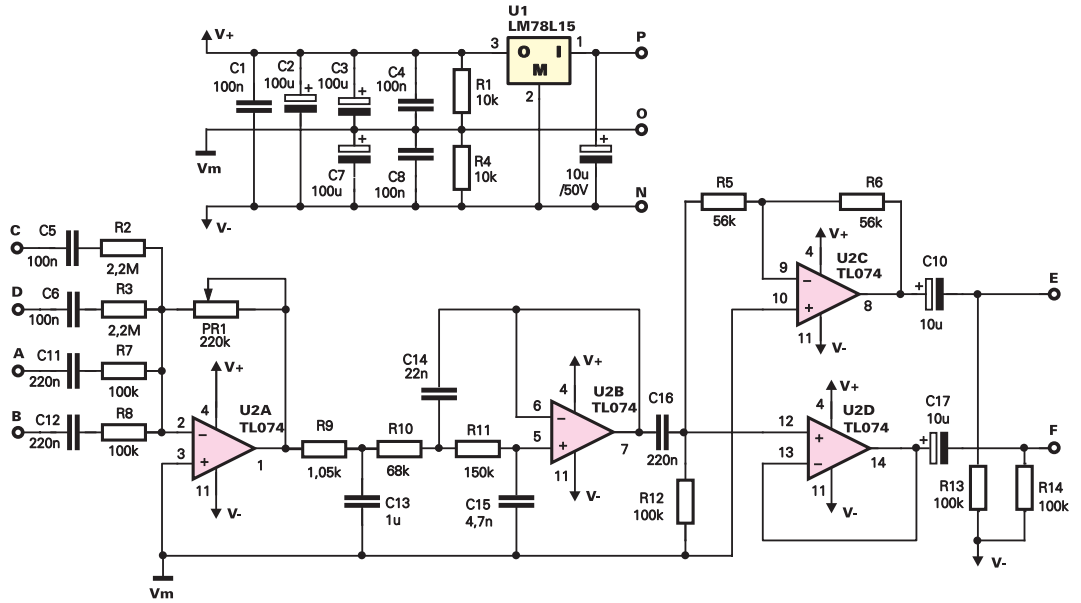 U1
LM78L15
V+
3
1
P
O
I
M
2
C1
100n
C2
100u
+
C3
100u
+
C4
100n
R1
10k
O
Vm
C7
100u
+
C8
100n
R4
10k
+
10u
/50V
V-
N
C
C5
100n
R2
2,2M
D
C6
100n
R3
2,2M
PR1
220k
A
C11
220n
R7
100k
B
C12
220n
R8
100k
V+
4
2
−
3
+
U2A
TL074
1
11
V-
R9
1,05k
C13
1u
R10
68k
C14
22n
R11
150k
C15
4,7n
V+
4
6
−
5
+
U2B
TL074
7
11
V-
C16
220n
R12
100k
R5
56k
R6
56k
V+
4
9
−
10
+
U2C
TL074
8
11
V-
C10
+
10u
E
V+
4
12
+
13
−
U2D
TL074
14
11
V-
C17
10u
+
F
R13
100k
R14
100k
V-
Vm